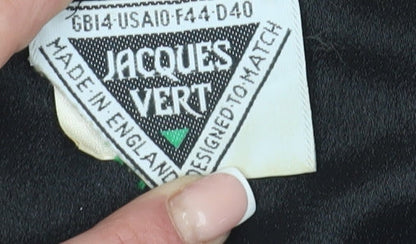 GB14-USA10-F44-D40
JACQUES
VERT
MADE-IN-ENGLAND
DESIGNED-TO-MATCH